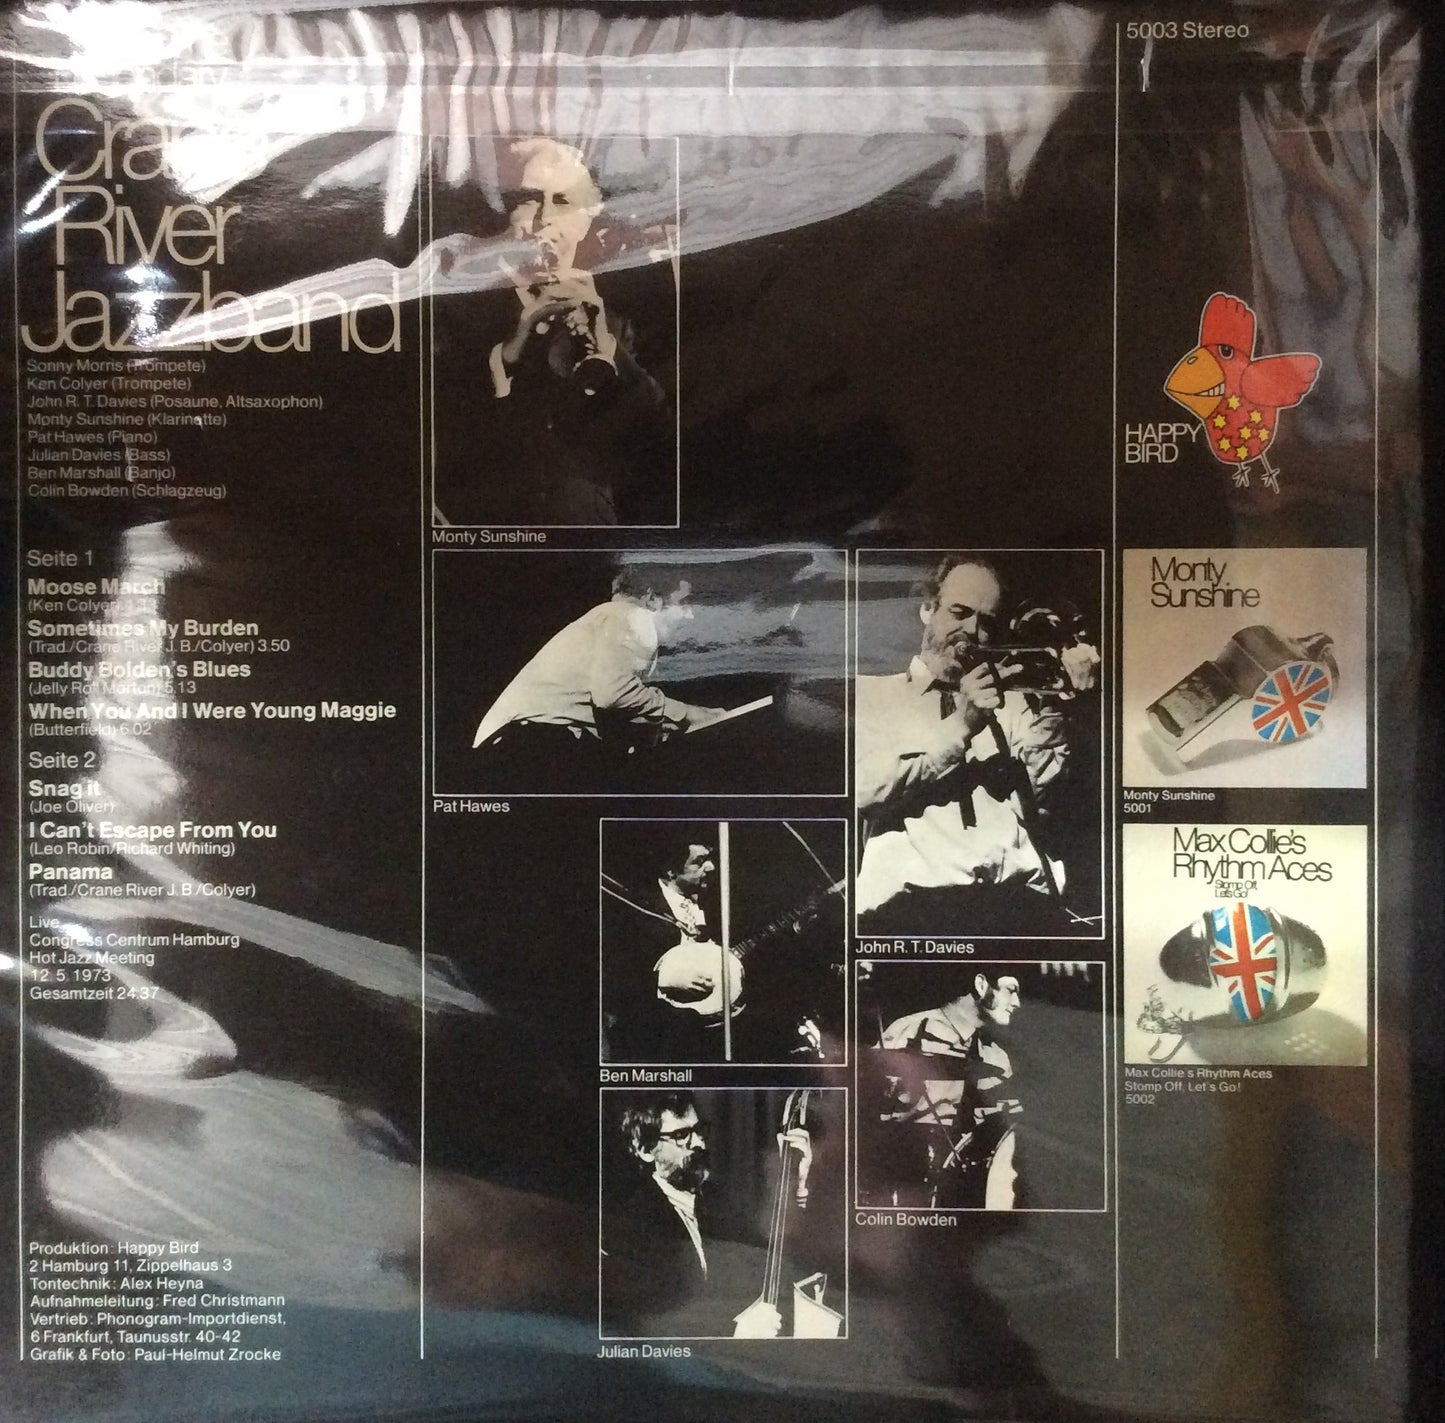 Crane
River
Jazzband
Sonny Morris (Trompete)
Ken Colyer (Trompete)
John R. T. Davies (Posaune, Altsaxophon)
Monty Sunshine (Klarinette)
Pat Hawes (Piano)
Julian Davies (Bass)
Ben Marshall (Banjo)
Colin Bowden (Schlagzeug)
Seite 1
Moose March
(Ken Colyer)
Sometimes My Burden
(Trad./Crane River J. B./Colyer) 3.50
Buddy Bolden's Blues
(Jelly Roll Morton) 5.13
When You And I Were Young Maggie
(Butterfield) 6.02
Seite 2
Snag it
(Joe Oliver)
I Can't Escape From You
(Leo Robin/Richard Whiting)
Panama
(Trad./Crane River J. B./Colyer)
Live
Congress Centrum Hamburg
Hot Jazz Meeting
12. 5. 1973
Gesamtzeit 24.37
Produktion: Happy Bird
2 Hamburg 11, Zippelhaus 3
Tontechnik: Alex Heyna
Aufnahmeleitung: Fred Christmann
Vertrieb: Phonogram-Importdienst,
6 Frankfurt, Taunusstr. 40-42
Grafik & Foto: Paul-Helmut Zrocke
Monty Sunshine
Pat Hawes
Ben Marshall
Julian Davies
John R. T. Davies
Colin Bowden
5003 Stereo
HAPPY
BIRD
Monty
Sunshine
Monty Sunshine
5001
Max Collie's
Rhythm Aces
Stomp Off,
Let's Go!
Max Collie's Rhythm Aces
Stomp Off, Let's Go!
5002